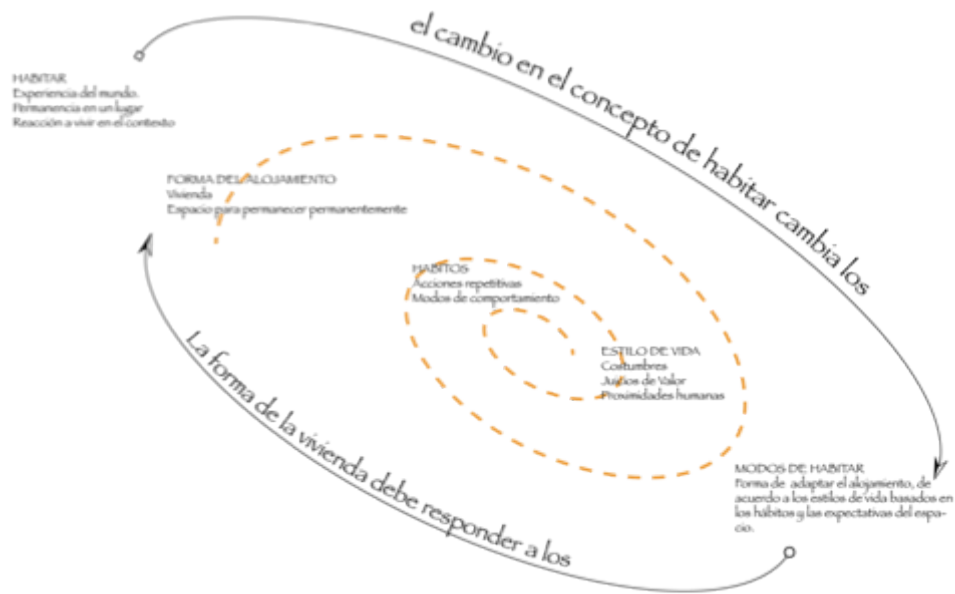 el cambio en el concepto de habitar cambia los
HABITAR
Experiencia del mundo.
Permanencia en un lugar
Reacción a vivir en el contexto
FORMA DEL ALOJAMIENTO
Vivienda
Espacio para permanecer permanentemente
HABITOS
Acciones repetitivas
Modos de comportamiento
ESTILO DE VIDA
Costumbres
Juicios de Valor
Proximidades humanas
MODOS DE HABITAR
Forma de adaptar el alojamiento, de
acuerdo a los estilos de vida basados en
los hábitos y las expectativas del espa-
cio.
La forma de la vivienda debe responder a los